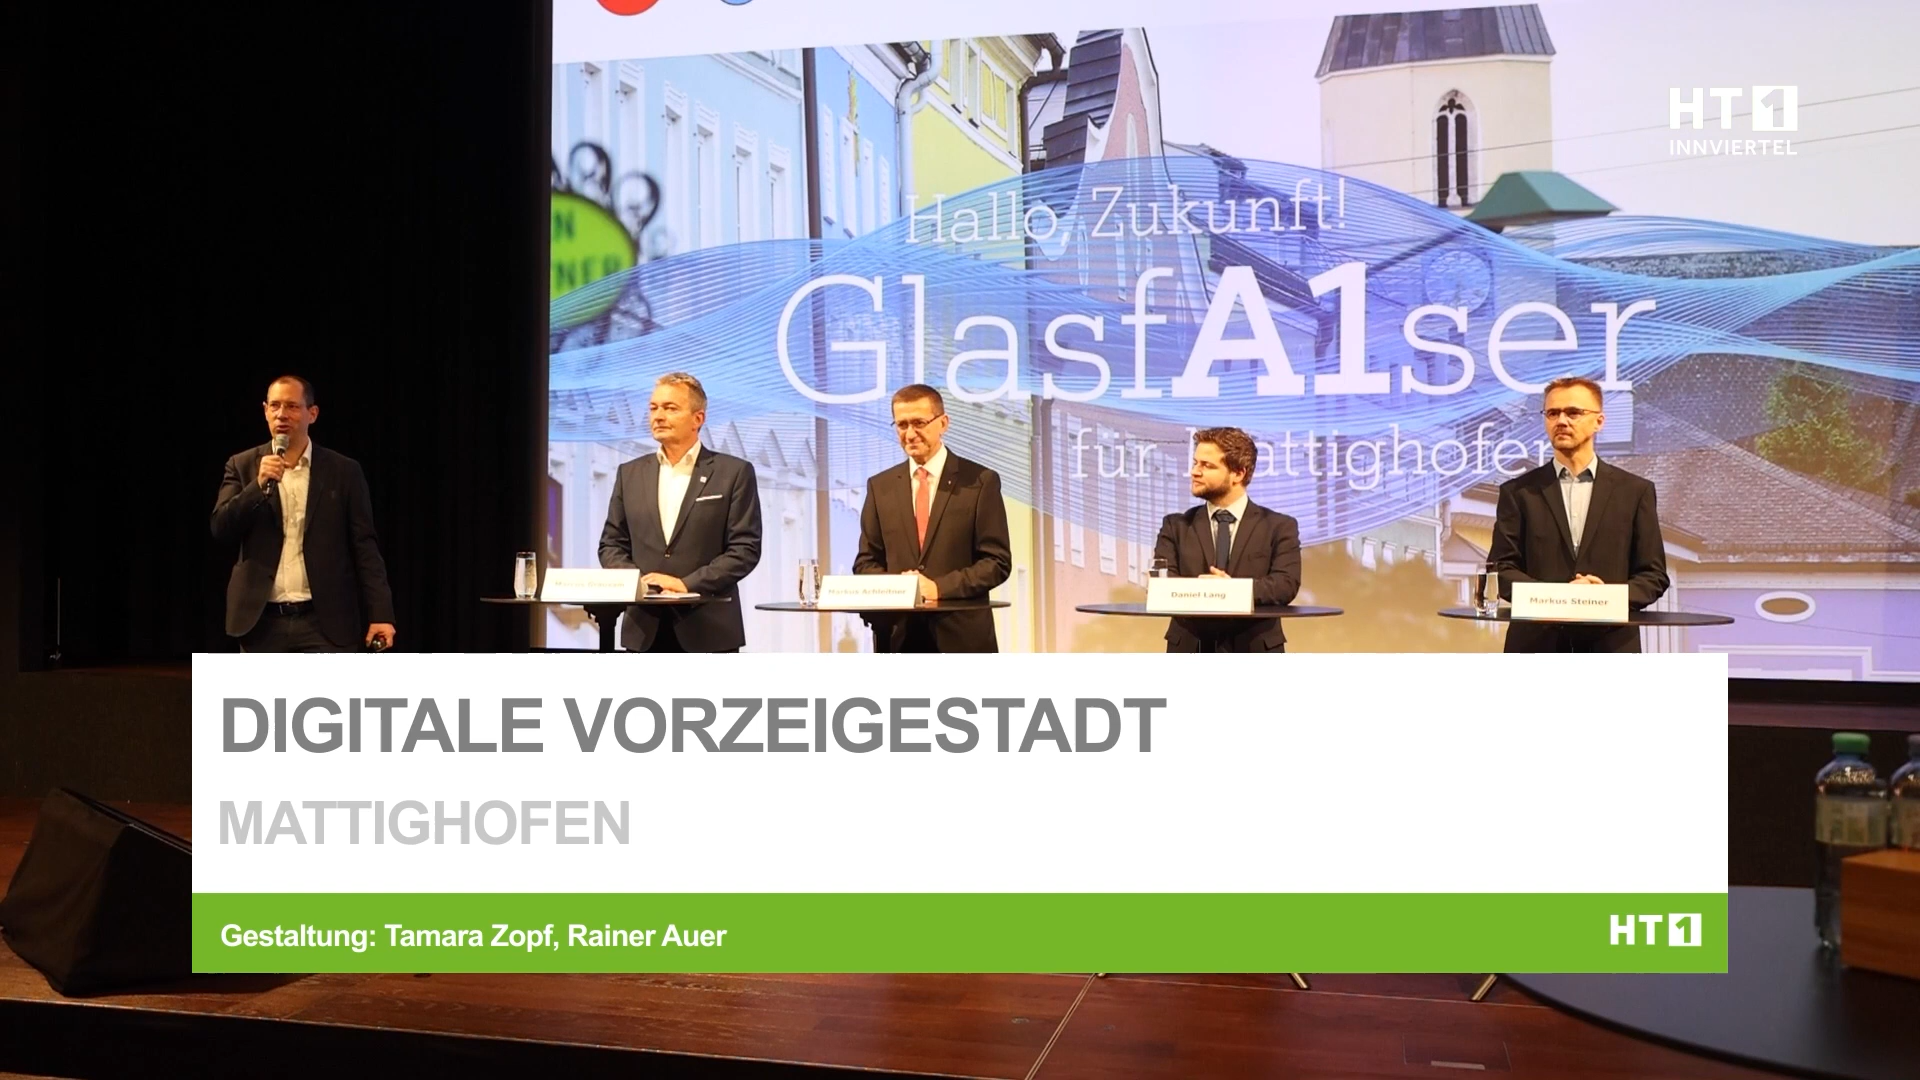 HT1
INNVIERTEL
Hallo, Zukunft!
GlasfA1ser
für Mattighofen
Markus Achleitner
Daniel Lang
Markus Steiner
DIGITALE VORZEIGESTADT
MATTIGHOFEN
Gestaltung: Tamara Zopf, Rainer Auer
HT1